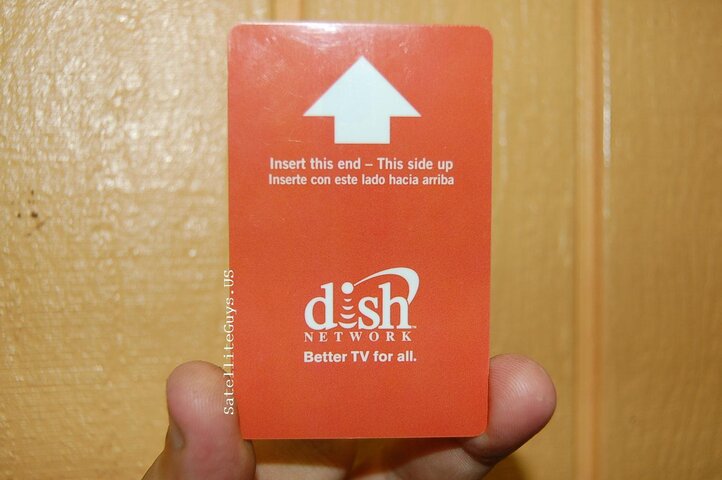 Insert this end – This side up
Inserte con este lado hacia arriba
dish
NETWORK
Better TV for all.
SatelliteGuys.US